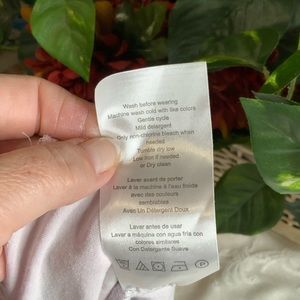 Wash before wearing
Machine wash cold with like colors
Gentle cycle
Mild detergent
Only non-chlorine bleach when
needed
Tumble dry low
Low iron if needed
or Dry clean
Laver avant de porter
Laver à la machine à l'eau froide
avec des couleurs
semblables
Avec Un Détergent Doux
Lavar antes de usar
Lavar a máquina con agua fría con
colores similares
Con Detergente Suave